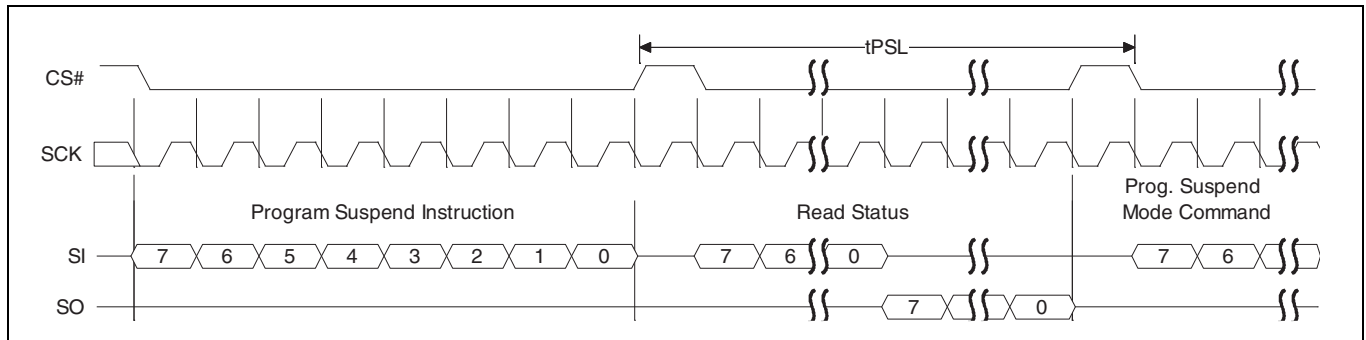 tPSL
CS#
SCK
Prog. Suspend
Program Suspend Instruction Read Status Mode Command
SI 7 6 5 4 3 2 1 0 7 6 0 7 6
SO 7 0